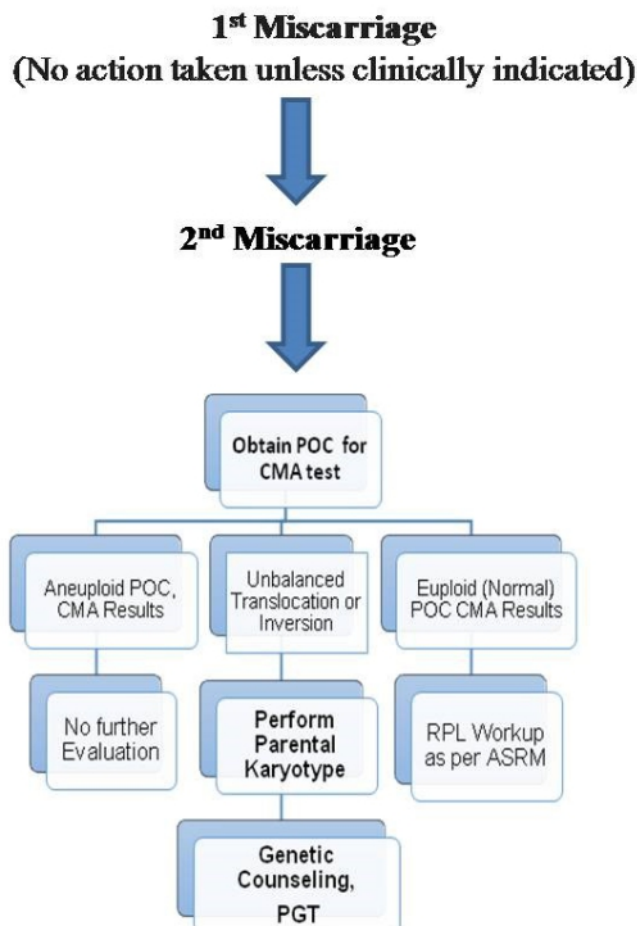 1st Miscarriage
(No action taken unless clinically indicated)
2nd Miscarriage
Obtain POC for
CMA test
Aneuploid POC,
CMA Results
Unbalanced
Translocation or
Inversion
Euploid (Normal)
POC CMA Results
No further
Evaluation
Perform
Parental
Karyotype
RPL Workup
as per ASRM
Genetic
Counseling,
PGT